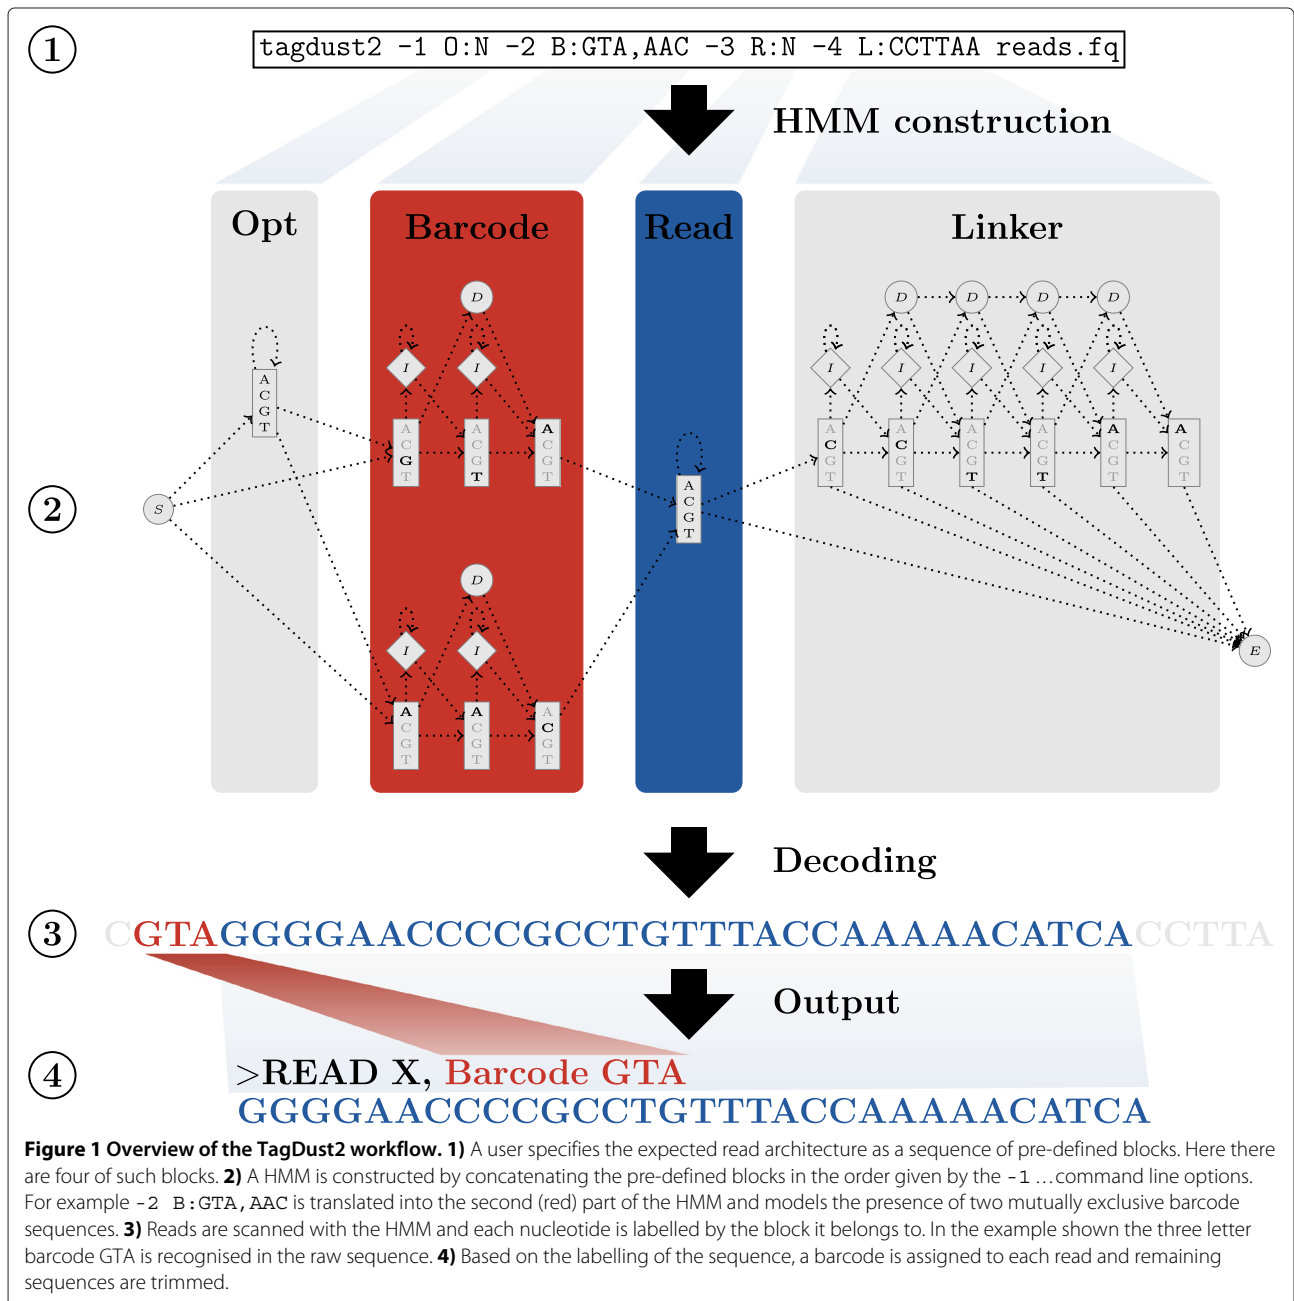 1
tagdust2 -1 O:N -2 B:GTA,AAC -3 R:N -4 L:CCTTAA reads.fq
HMM construction
Opt
Barcode
Read
Linker
D
D
D
D
D
I
I
I
I
I
I
I
A
C
G
T
A
C
G
T
A
C
G
T
A
C
G
T
A
C
G
T
A
C
G
T
A
C
G
T
A
C
G
T
A
C
G
T
A
C
G
T
A
C
G
T
2
S
D
I
I
E
A
C
G
T
A
C
G
T
A
C
G
T
Decoding
3
CGTAGGGGAACCCCGCCTGTTTACCAAAAACATCACCTTA
Output
4
>READ X, Barcode GTA
GGGGAACCCCGCCTGTTTACCAAAAACATCA
Figure 1 Overview of the TagDust2 workflow. 1) A user specifies the expected read architecture as a sequence of pre-defined blocks. Here there
are four of such blocks. 2) A HMM is constructed by concatenating the pre-defined blocks in the order given by the -1 ...command line options.
For example -2 B:GTA,AAC is translated into the second (red) part of the HMM and models the presence of two mutually exclusive barcode
sequences. 3) Reads are scanned with the HMM and each nucleotide is labelled by the block it belongs to. In the example shown the three letter
barcode GTA is recognised in the raw sequence. 4) Based on the labelling of the sequence, a barcode is assigned to each read and remaining
sequences are trimmed.